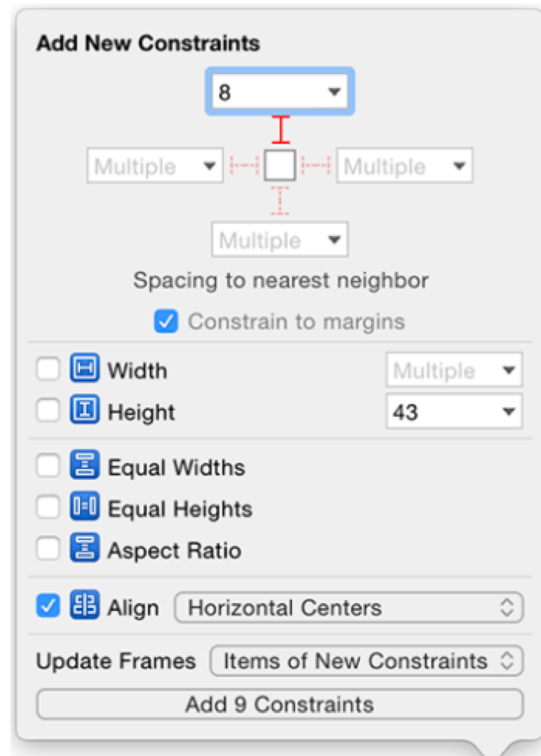 Add New Constraints
8
Multiple
Multiple
Multiple
Spacing to nearest neighbor
Constrain to margins
Width Multiple
Height 43
Equal Widths
Equal Heights
Aspect Ratio
Align Horizontal Centers
Update Frames Items of New Constraints
Add 9 Constraints